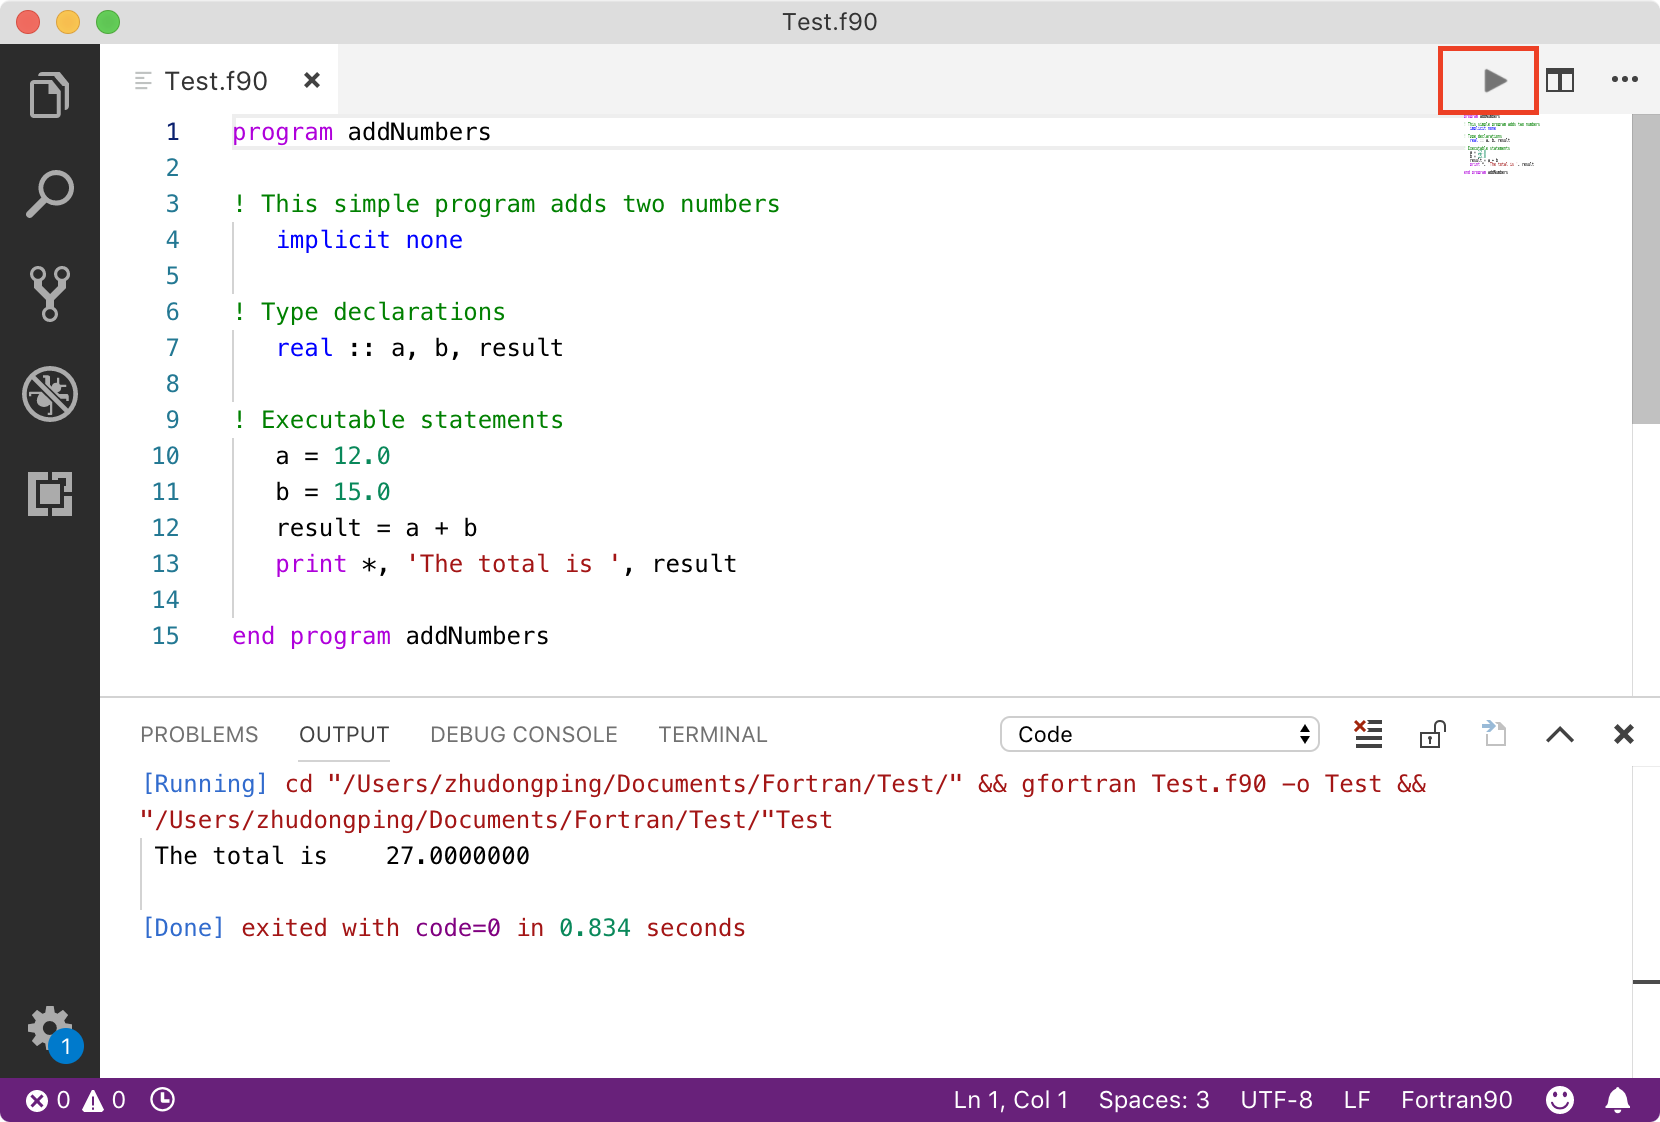 Test.f90
Test.f90
1 program addNumbers
2
3 ! This simple program adds two numbers
4 implicit none
5
6 ! Type declarations
7 real :: a, b, result
8
9 ! Executable statements
10 a = 12.0
11 b = 15.0
12 result = a + b
13 print *, 'The total is ', result
14
15 end program addNumbers
PROBLEMS OUTPUT DEBUG CONSOLE TERMINAL Code
[Running] cd "/Users/zhudongping/Documents/Fortran/Test/" && gfortran Test.f90 -o Test &&
"/Users/zhudongping/Documents/Fortran/Test/"Test
The total is    27.0000000
[Done] exited with code=0 in 0.834 seconds
1
0 0 Ln 1, Col 1 Spaces: 3 UTF-8 LF Fortran90